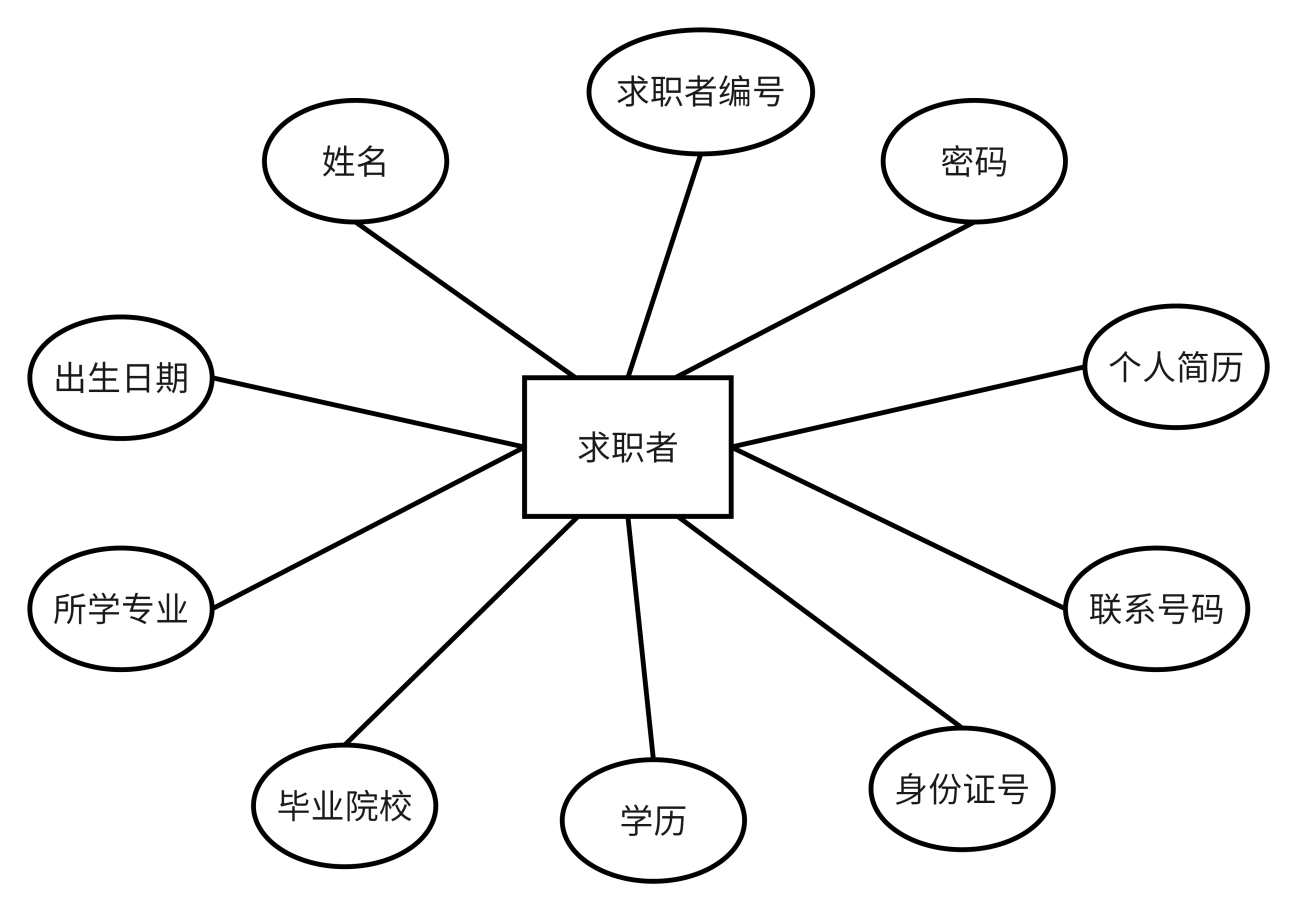 求职者编号
姓名
密码
个人简历
出生日期
求职者
所学专业
联系号码
身份证号
毕业院校
学历